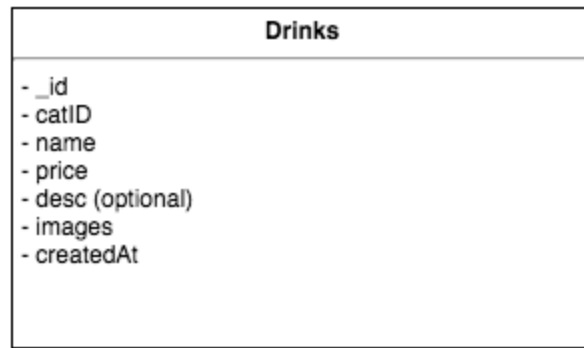 Drinks
- _id
- catID
- name
- price
- desc (optional)
- images
- createdAt